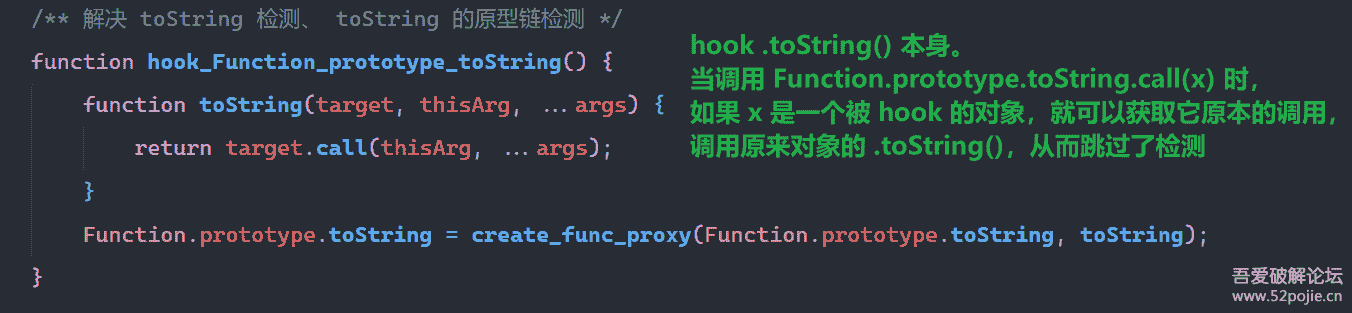 /** 解决 toString 检测、 toString 的原型链检测 */
function hook_Function_prototype_toString() {
hook .toString() 本身。
function toString(target, thisArg, ...args) {
当调用 Function.prototype.toString.call(x) 时，
return target.call(thisArg, ...args);
如果 x 是一个被 hook 的对象，就可以获取它原本的调用，
}
调用原来对象的 .toString()，从而跳过了检测
Function.prototype.toString = create_func_proxy(Function.prototype.toString, toString);
}
吾爱破解论坛
www.52pojie.cn